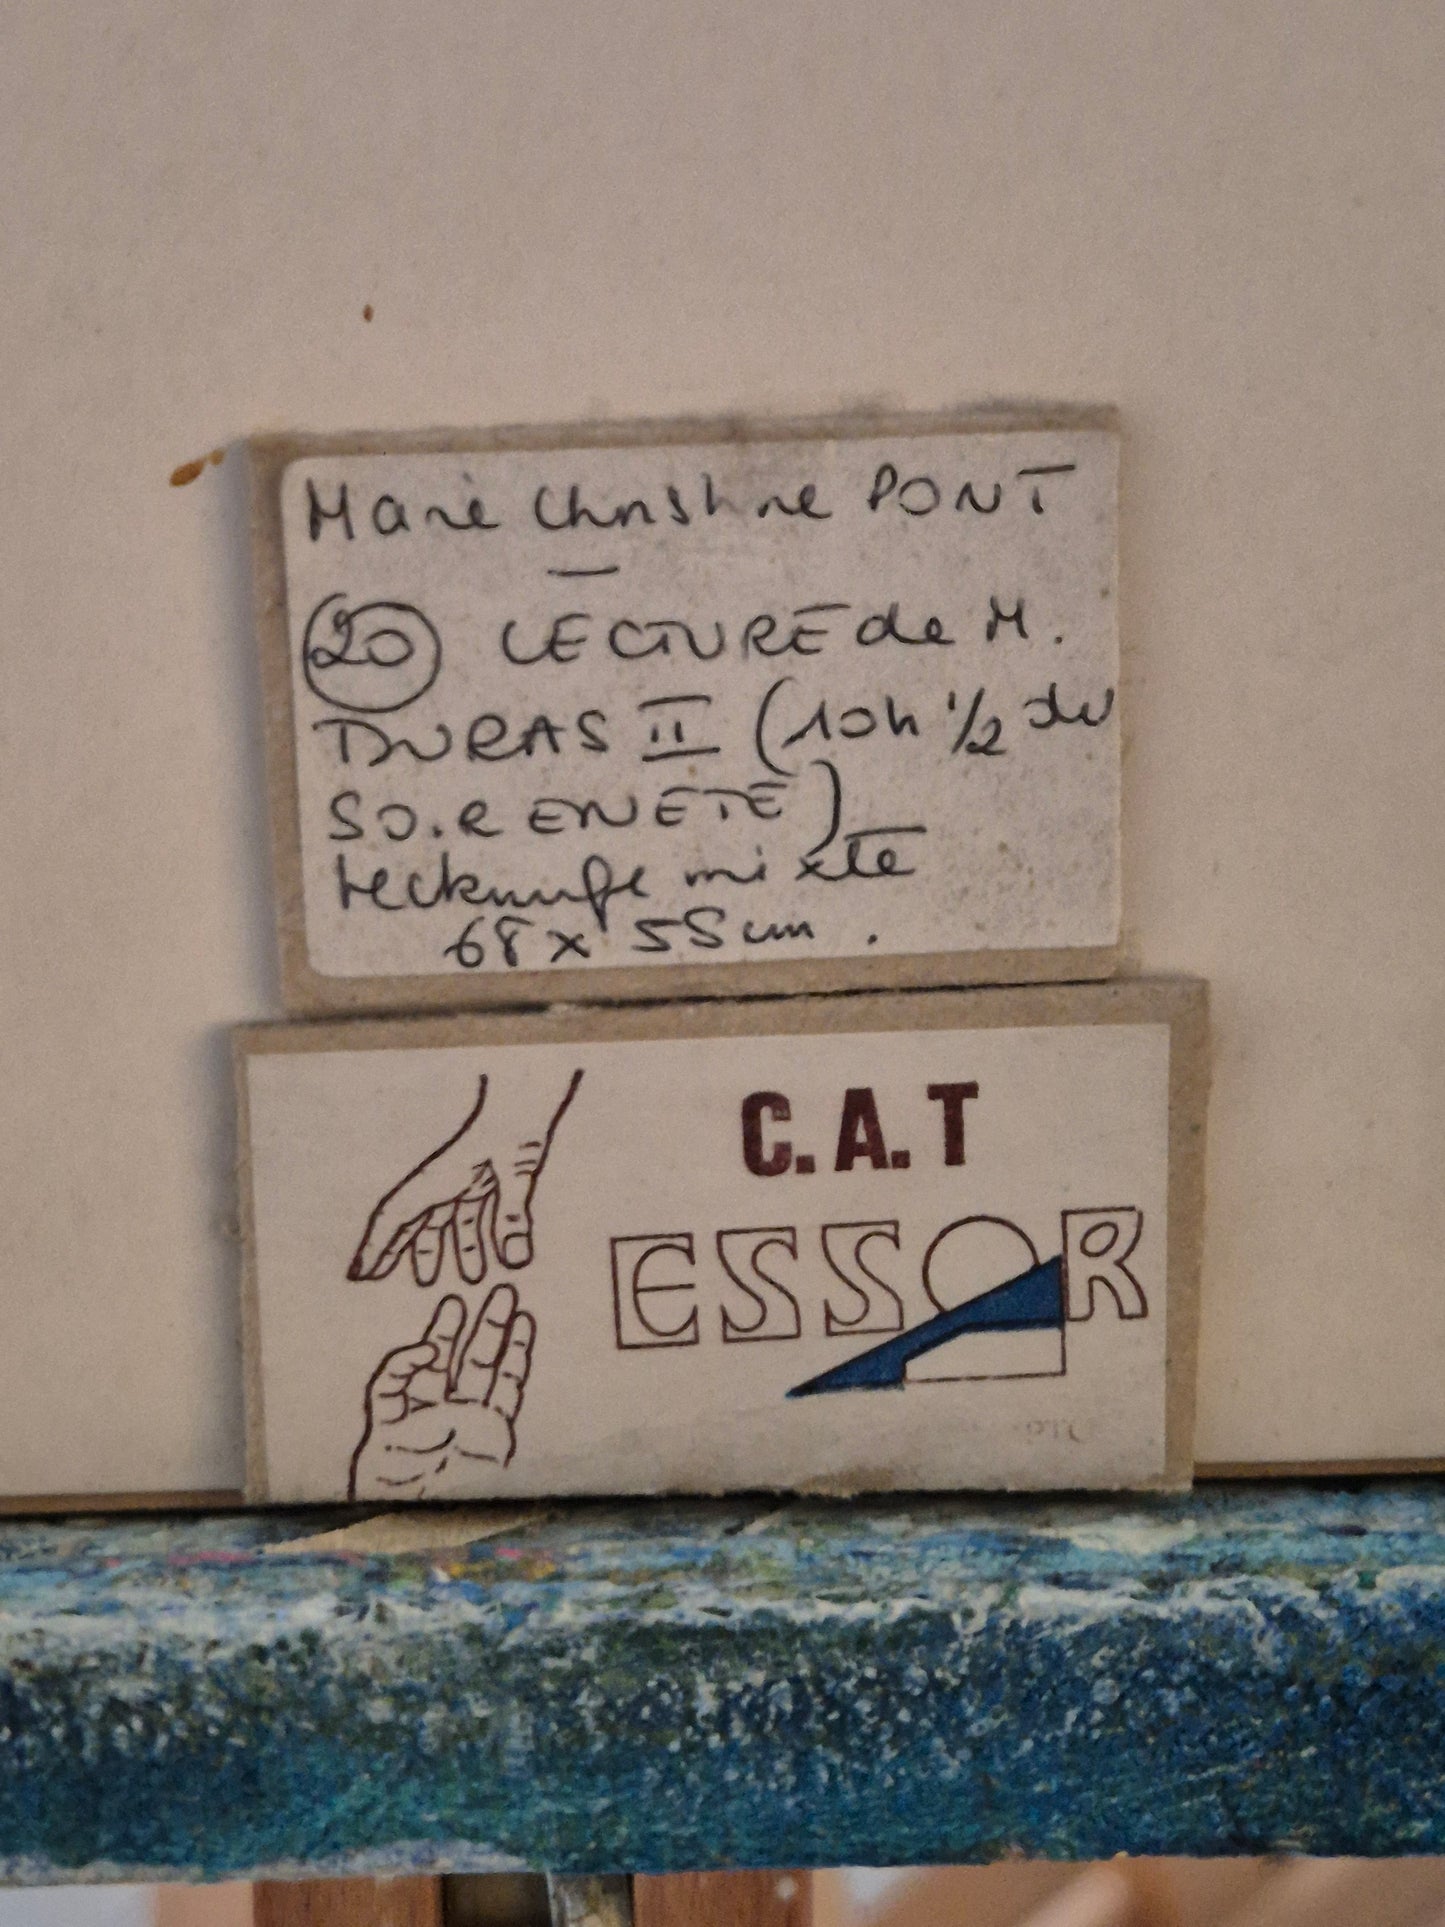 Marie Christine PONT
20 LECTURE de M.
DURAS II (10h 1/2 du
SOIR EN ETE)
technique mixte
68 x 55 cm.
C.A.T
ESSOR